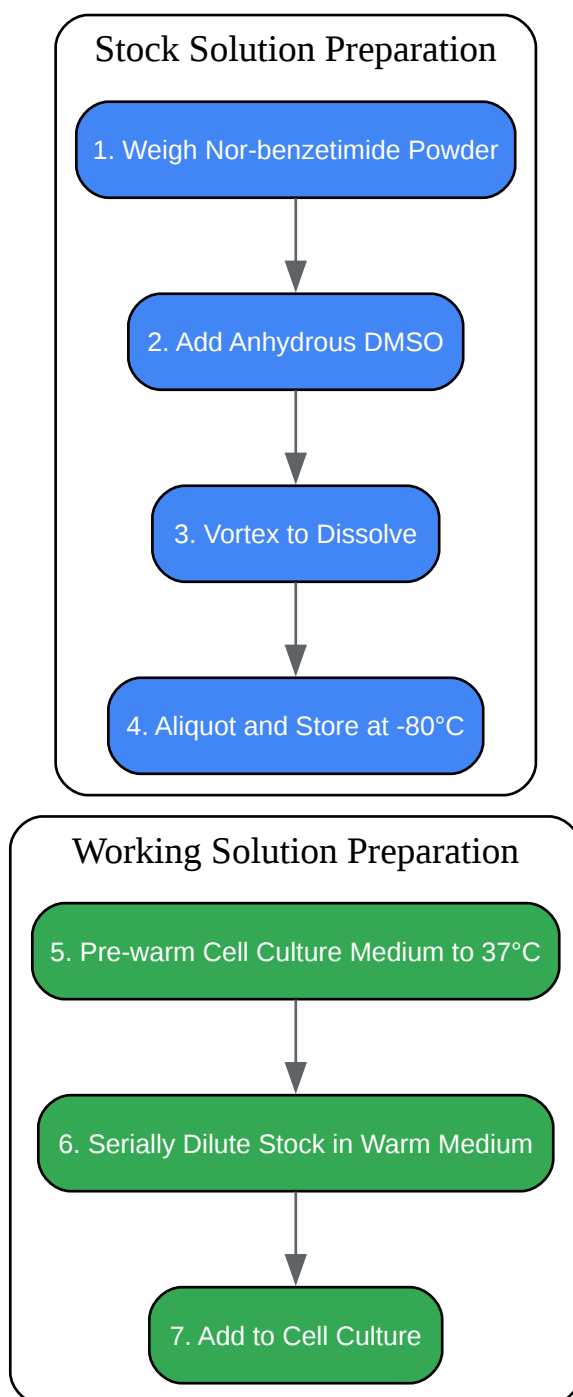 Stock Solution Preparation
1. Weigh Nor-benzetimide Powder
2. Add Anhydrous DMSO
3. Vortex to Dissolve
4. Aliquot and Store at -80°C
Working Solution Preparation
5. Pre-warm Cell Culture Medium to 37°C
6. Serially Dilute Stock in Warm Medium
7. Add to Cell Culture